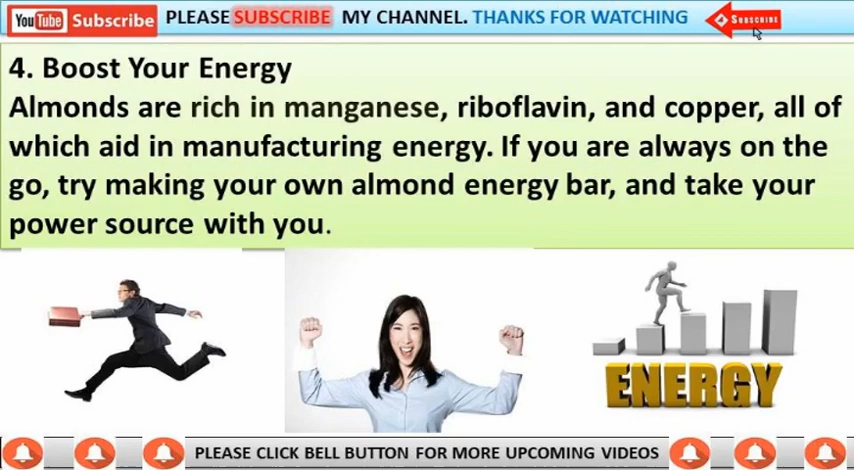 You Tube Subscribe PLEASE SUBSCRIBE MY CHANNEL. THANKS FOR WATCHING SUBSCRIBE
4. Boost Your Energy
Almonds are rich in manganese, riboflavin, and copper, all of
which aid in manufacturing energy. If you are always on the
go, try making your own almond energy bar, and take your
power source with you.
ENERGY
PLEASE CLICK BELL BUTTON FOR MORE UPCOMING VIDEOS